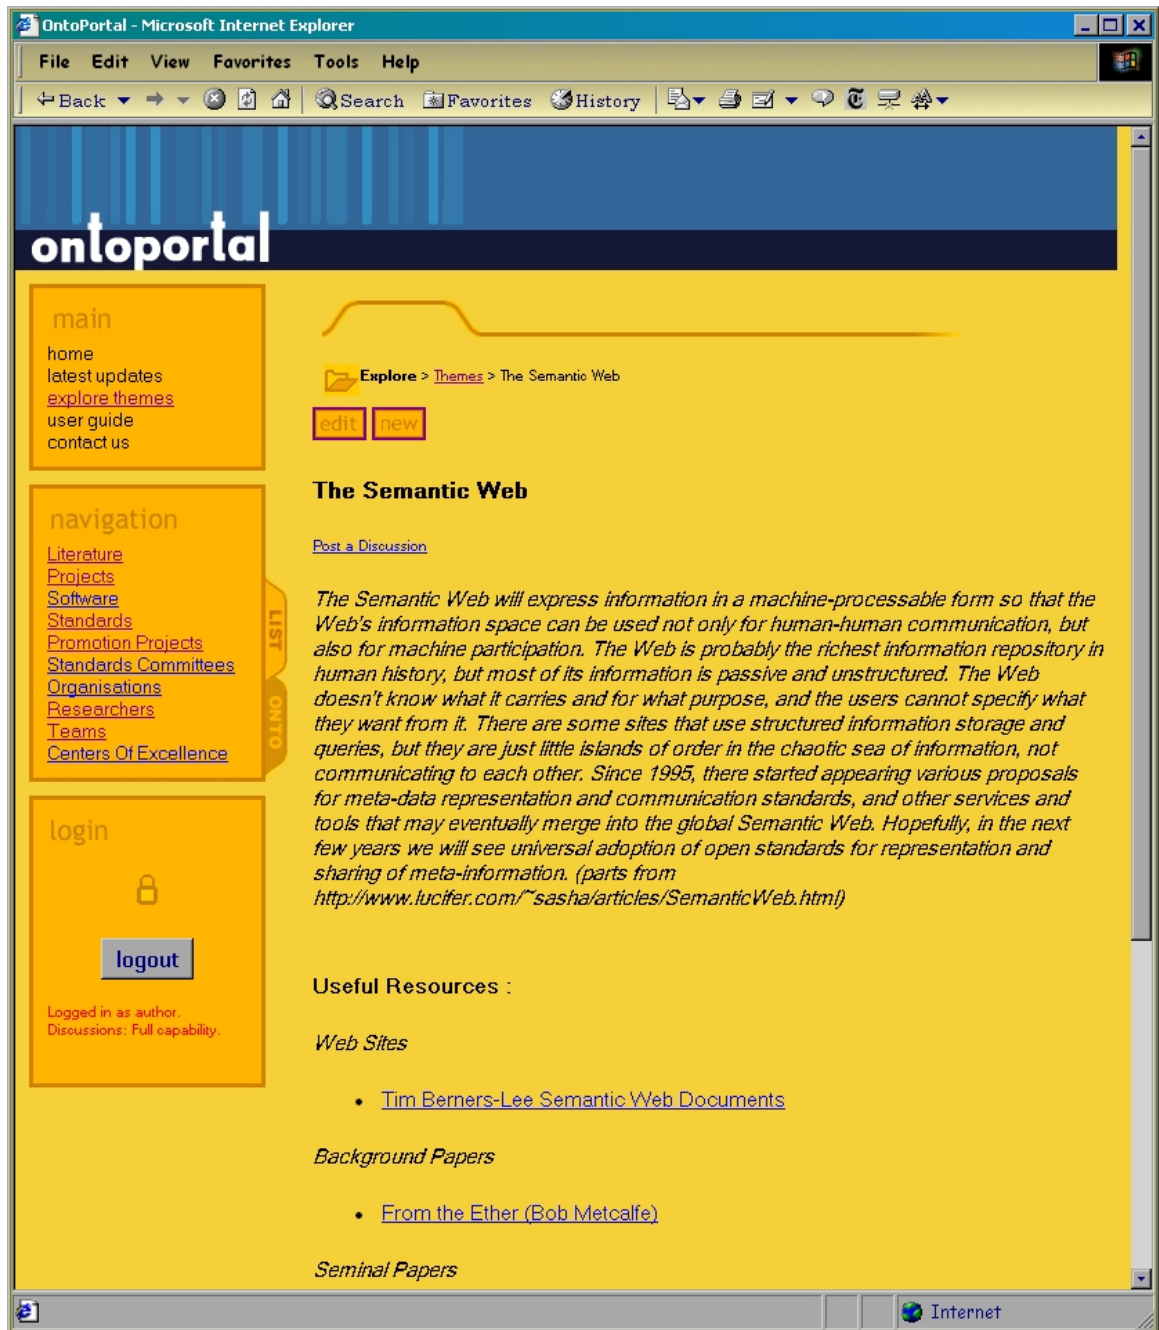 OntoPortal - Microsoft Internet Explorer
File Edit View Favorites Tools Help
Back Search Favorites History
ontoportal
main
home
latest updates
explore themes
user guide
contact us
navigation
Literature
Projects
Software
Standards
Promotion Projects
Standards Committees
Organisations
Researchers
Teams
Centers Of Excellence
LIST
ONTO
login
logout
Logged in as author.
Discussions: Full capability.
Explore > Themes > The Semantic Web
edit new
The Semantic Web
Post a Discussion
The Semantic Web will express information in a machine-processable form so that the
Web's information space can be used not only for human-human communication, but
also for machine participation. The Web is probably the richest information repository in
human history, but most of its information is passive and unstructured. The Web
doesn't know what it carries and for what purpose, and the users cannot specify what
they want from it. There are some sites that use structured information storage and
queries, but they are just little islands of order in the chaotic sea of information, not
communicating to each other. Since 1995, there started appearing various proposals
for meta-data representation and communication standards, and other services and
tools that may eventually merge into the global Semantic Web. Hopefully, in the next
few years we will see universal adoption of open standards for representation and
sharing of meta-information. (parts from
http://www.lucifer.com/~sasha/articles/SemanticWeb.html)
Useful Resources :
Web Sites
• Tim Berners-Lee Semantic Web Documents
Background Papers
• From the Ether (Bob Metcalfe)
Seminal Papers
Internet